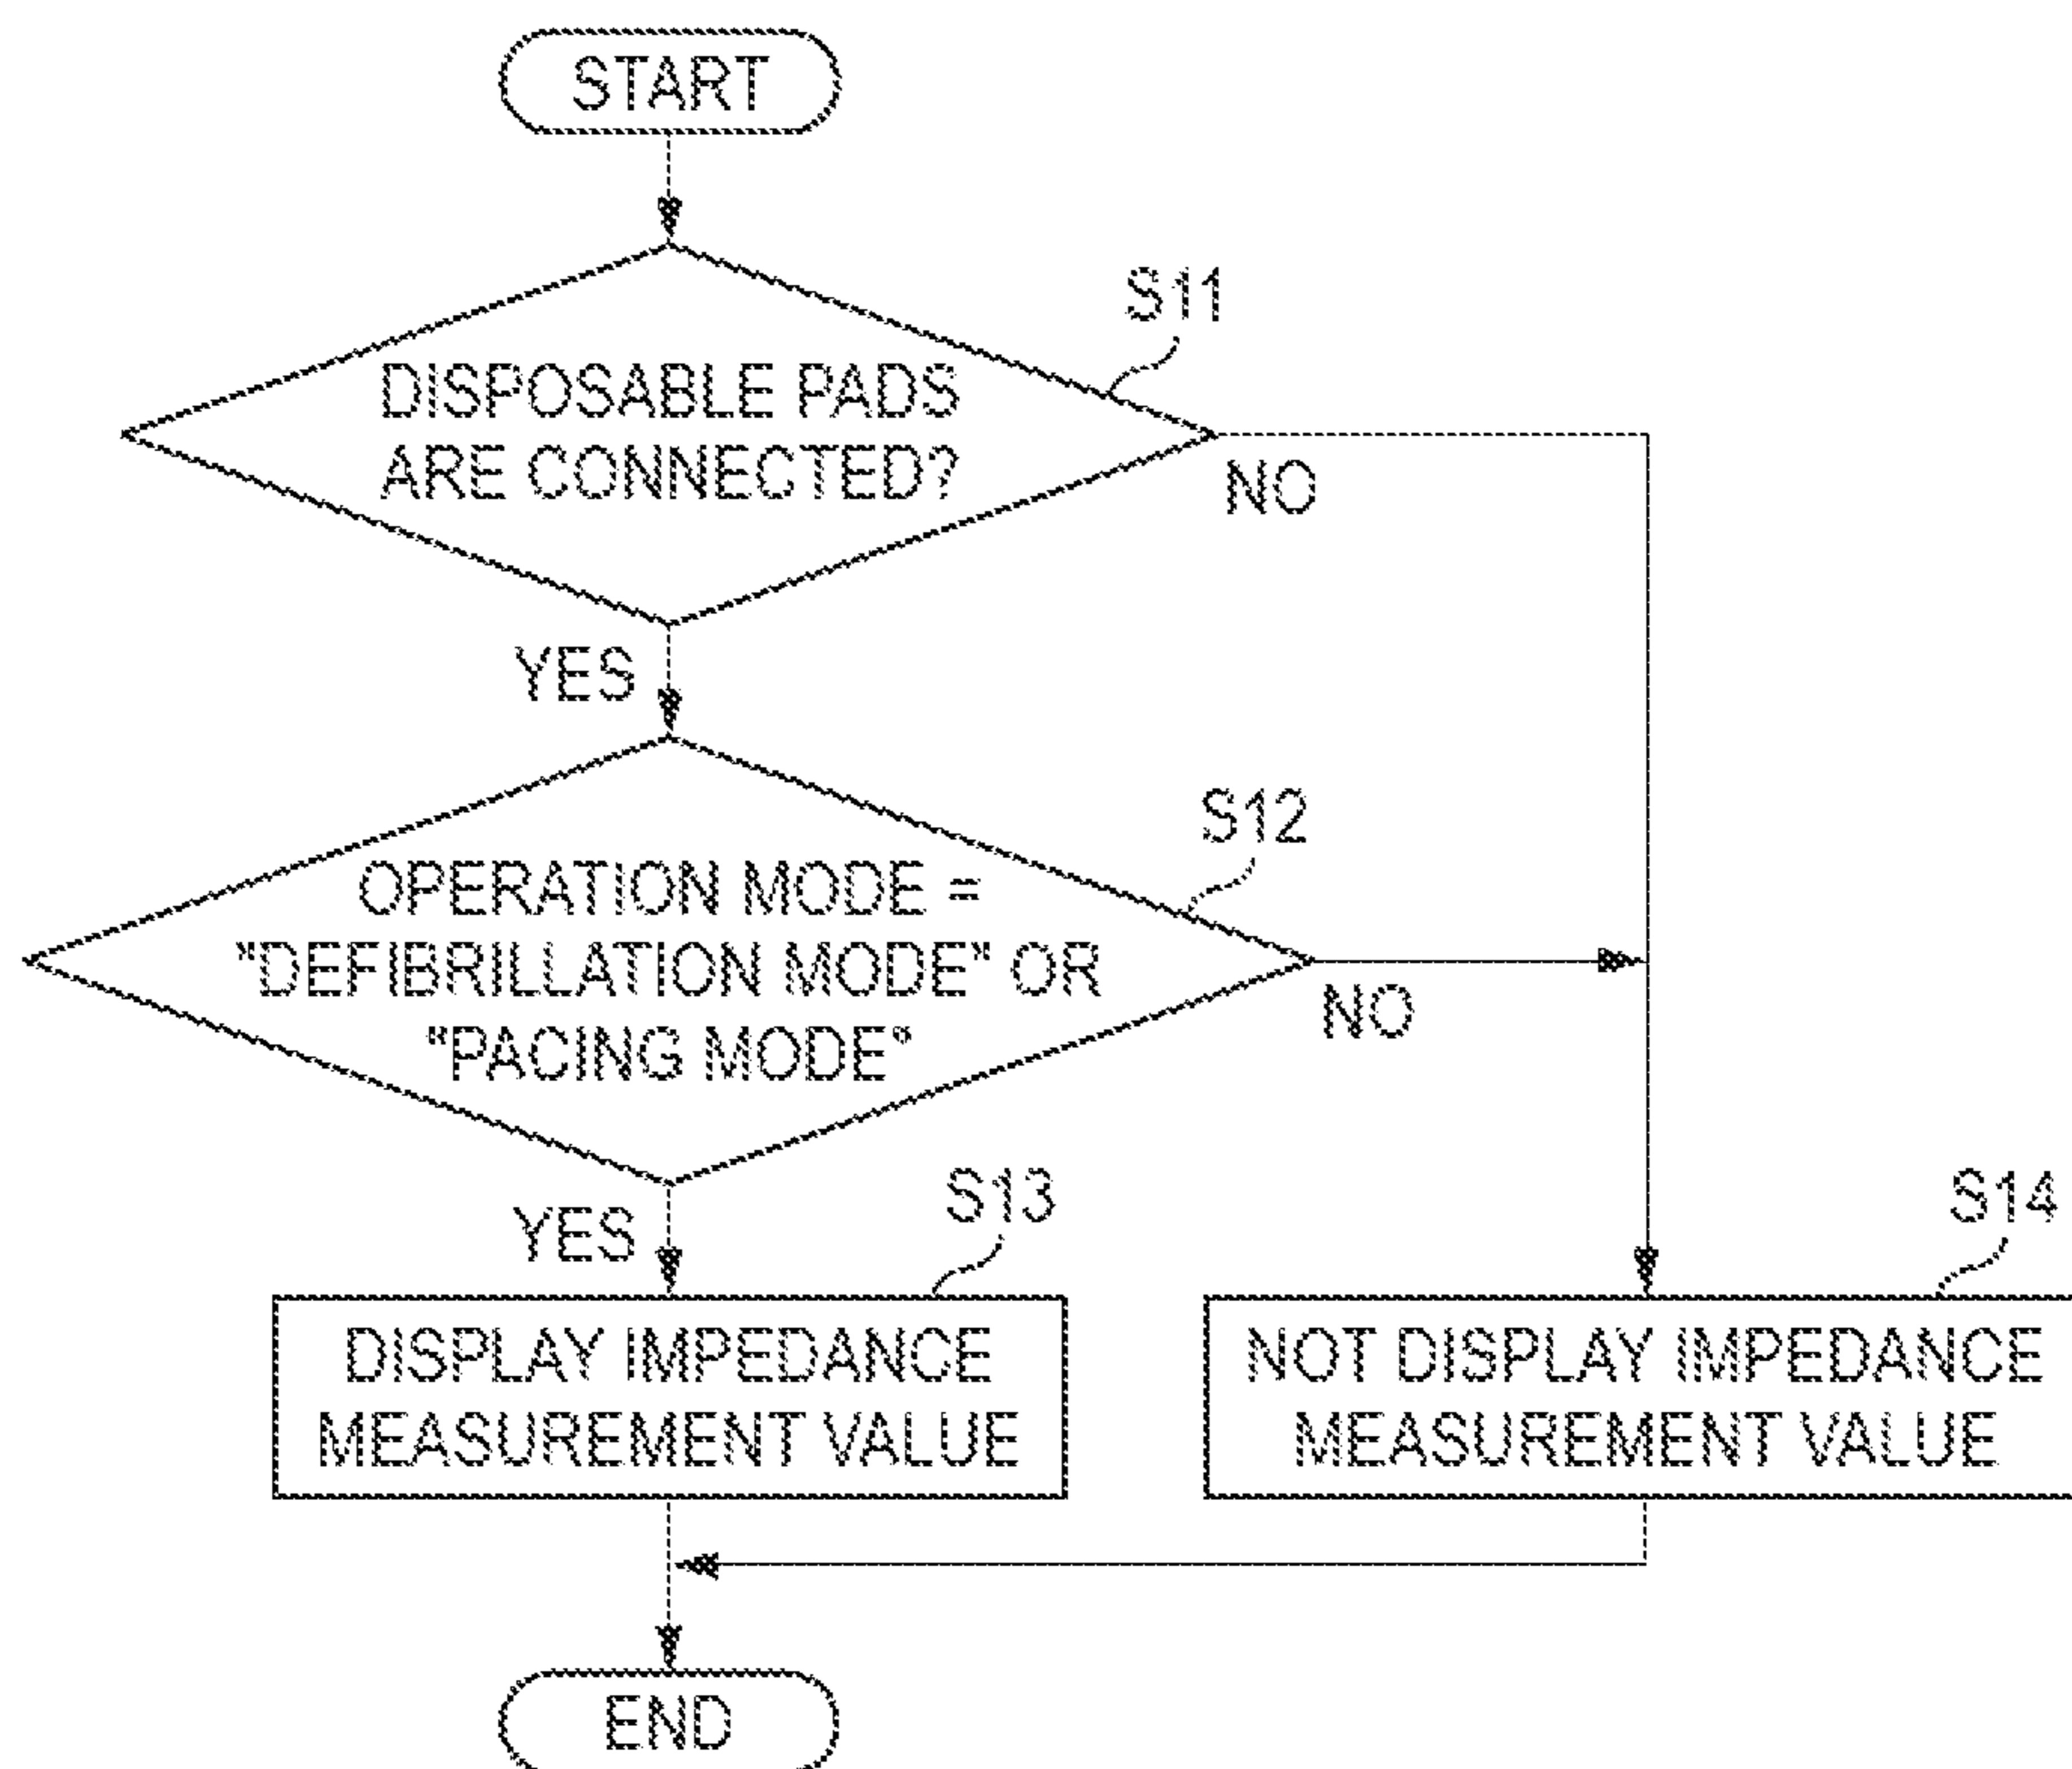 START
S11
DISPOSABLE PADS
ARE CONNECTED?
NO
YES
S12
OPERATION MODE =
"DEFIBRILLATION MODE" OR
"PACING MODE"
NO
YES
S13
S14
DISPLAY IMPEDANCE
MEASUREMENT VALUE
NOT DISPLAY IMPEDANCE
MEASUREMENT VALUE
END